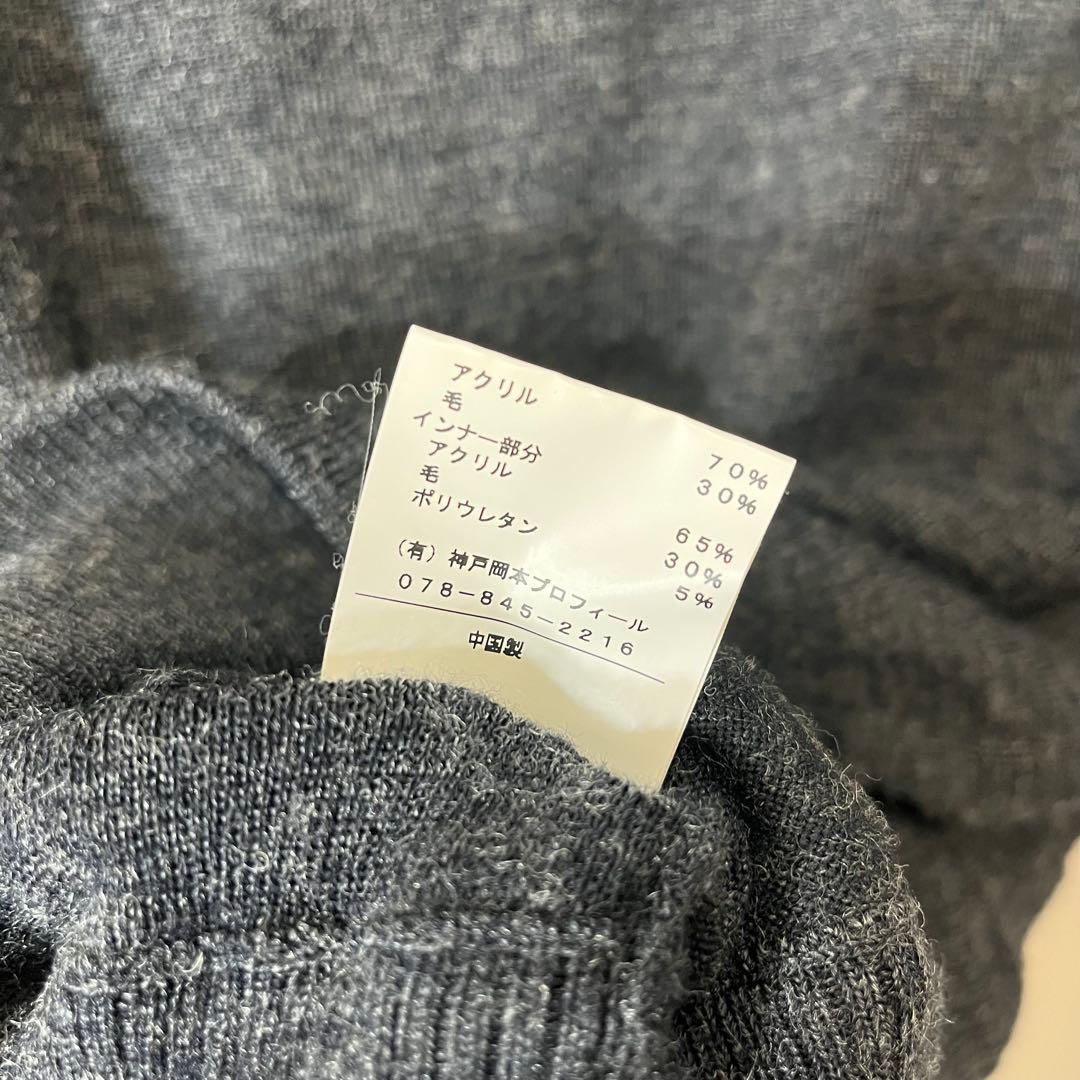 アクリル 70%
毛 30%
インナー部分
アクリル 65%
毛 30%
ポリウレタン 5%
(有)神戸岡本プロフィール
078-845-2216
中国製